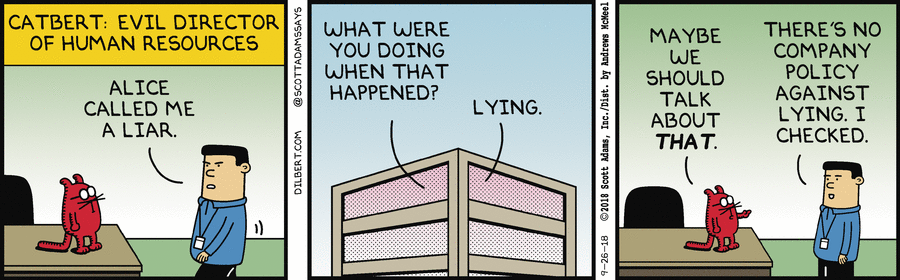 CATBERT: EVIL DIRECTOR
OF HUMAN RESOURCES
ALICE
CALLED ME
A LIAR.
DILBERT.COM @SCOTTADAMSSAYS
WHAT WERE
YOU DOING
WHEN THAT
HAPPENED?
LYING.
9-26-18 ©2018 Scott Adams, Inc./Dist. by Andrews McMeel
MAYBE
WE
SHOULD
TALK
ABOUT
THAT.
THERE'S NO
COMPANY
POLICY
AGAINST
LYING. I
CHECKED.